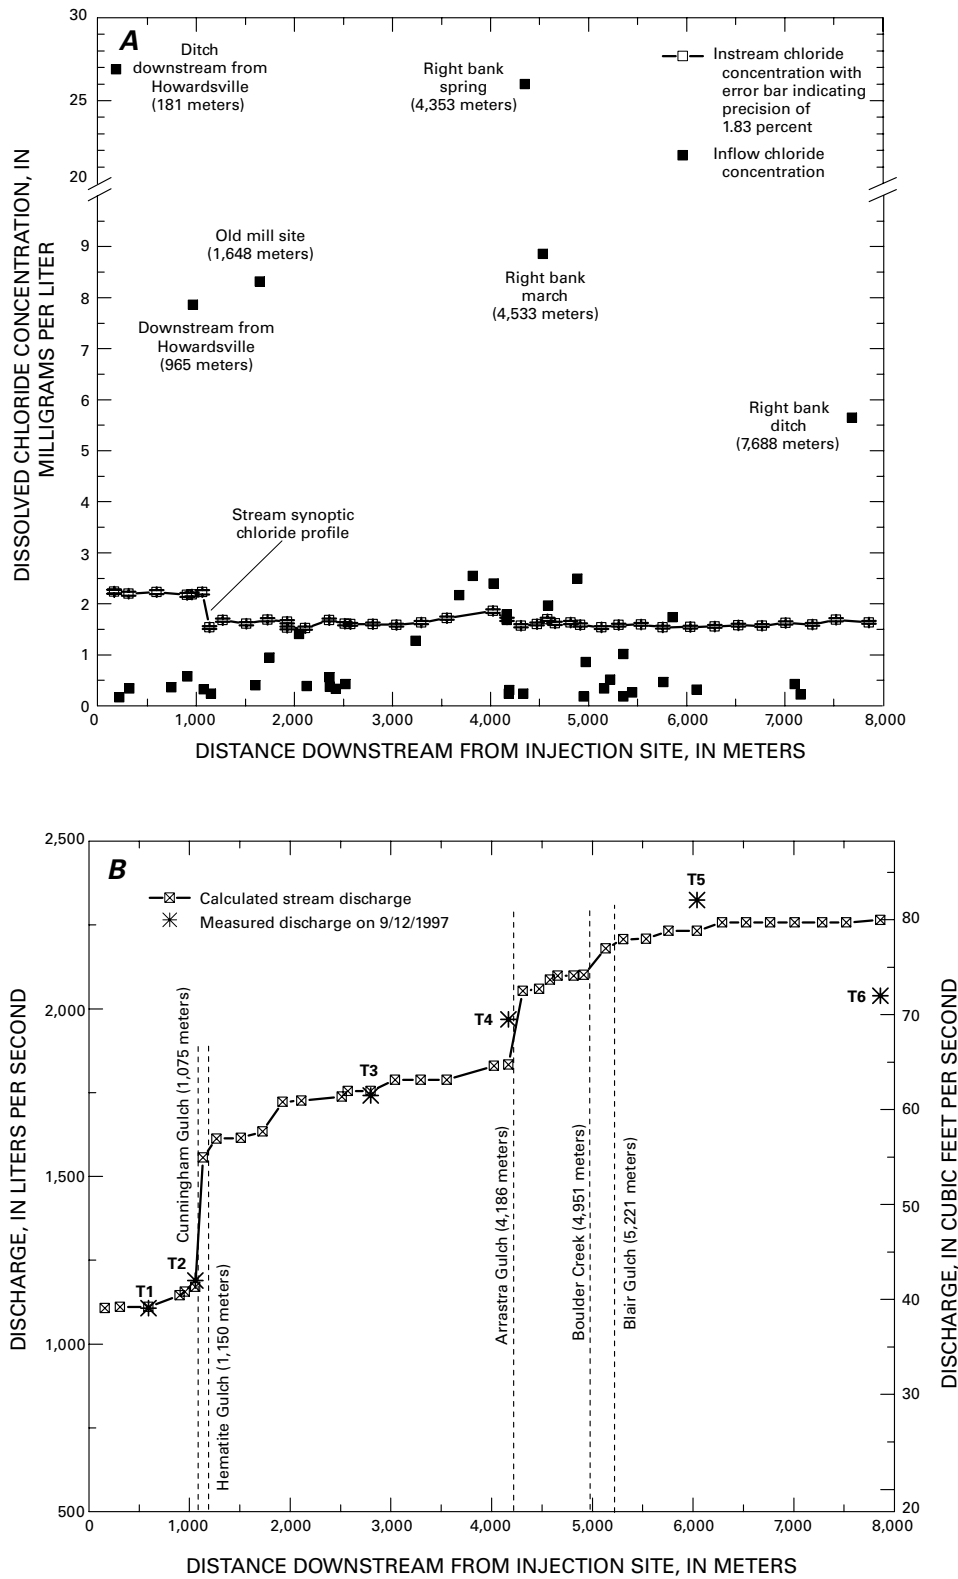 A
30
25
20
9
8
7
6
5
4
3
2
1
0
DISSOLVED CHLORIDE CONCENTRATION, IN
MILLIGRAMS PER LITER
Ditch
downstream from
Howardsville
(181 meters)
Right bank
spring
(4,353 meters)
Instream chloride
concentration with
error bar indicating
precision of
1.83 percent
Inflow chloride
concentration
Old mill site
(1,648 meters)
Downstream from
Howardsville
(965 meters)
Right bank
march
(4,533 meters)
Right bank
ditch
(7,688 meters)
Stream synoptic
chloride profile
1,000 2,000 3,000 4,000 5,000 6,000 7,000 8,000
DISTANCE DOWNSTREAM FROM INJECTION SITE, IN METERS
B
2,500
2,000
1,500
1,000
500
DISCHARGE, IN LITERS PER SECOND
Calculated stream discharge
Measured discharge on 9/12/1997
T1
T2
T3
T4
T5
T6
Cunningham Gulch (1,075 meters)
Hematite Gulch (1,150 meters)
Arrastra Gulch (4,186 meters)
Boulder Creek (4,951 meters)
Blair Gulch (5,221 meters)
80
70
60
50
40
30
20
DISCHARGE, IN CUBIC FEET PER SECOND
0 1,000 2,000 3,000 4,000 5,000 6,000 7,000 8,000
DISTANCE DOWNSTREAM FROM INJECTION SITE, IN METERS